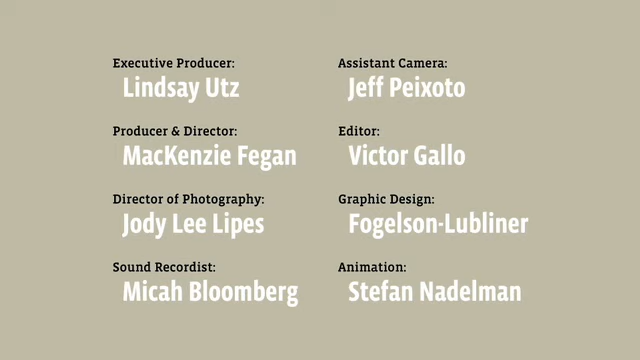 Executive Producer:
Lindsay Utz
Producer & Director:
MacKenzie Fegan
Director of Photography:
Jody Lee Lipes
Sound Recordist:
Micah Bloomberg
Assistant Camera:
Jeff Peixoto
Editor:
Victor Gallo
Graphic Design:
Fogelson-Lubliner
Animation:
Stefan Nadelman